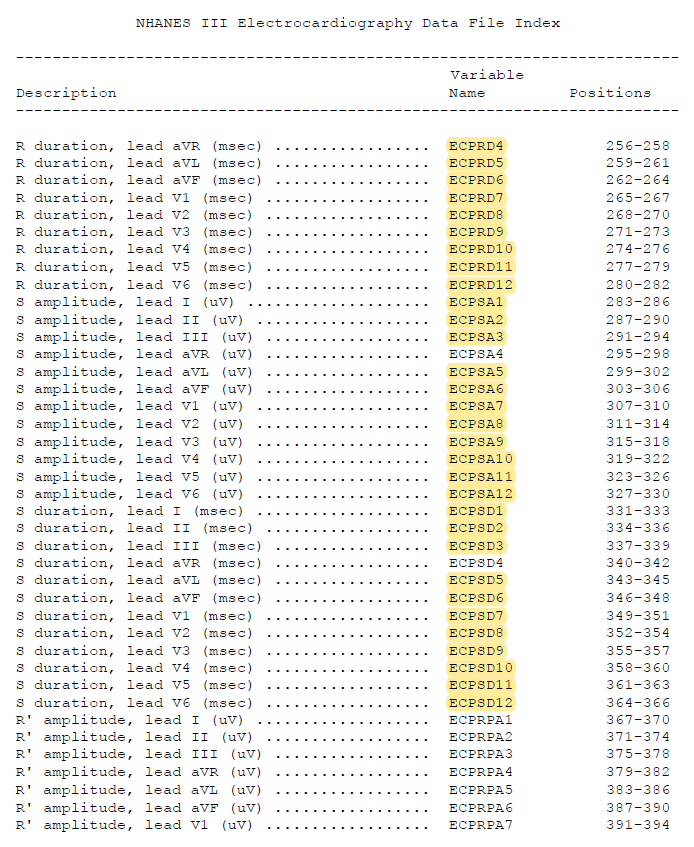 NHANES III Electrocardiography Data File Index
--------------------------------------------------------------------------------
Variable
Description Name Positions
--------------------------------------------------------------------------------
R duration, lead aVR (msec) .................. ECPRD4 256-258
R duration, lead aVL (msec) .................. ECPRD5 259-261
R duration, lead aVF (msec) .................. ECPRD6 262-264
R duration, lead V1 (msec) ................... ECPRD7 265-267
R duration, lead V2 (msec) ................... ECPRD8 268-270
R duration, lead V3 (msec) ................... ECPRD9 271-273
R duration, lead V4 (msec) ................... ECPRD10 274-276
R duration, lead V5 (msec) ................... ECPRD11 277-279
R duration, lead V6 (msec) ................... ECPRD12 280-282
S amplitude, lead I (uV) ..................... ECPSA1 283-286
S amplitude, lead II (uV) .................... ECPSA2 287-290
S amplitude, lead III (uV) ................... ECPSA3 291-294
S amplitude, lead aVR (uV) ................... ECPSA4 295-298
S amplitude, lead aVL (uV) ................... ECPSA5 299-302
S amplitude, lead aVF (uV) ................... ECPSA6 303-306
S amplitude, lead V1 (uV) .................... ECPSA7 307-310
S amplitude, lead V2 (uV) .................... ECPSA8 311-314
S amplitude, lead V3 (uV) .................... ECPSA9 315-318
S amplitude, lead V4 (uV) .................... ECPSA10 319-322
S amplitude, lead V5 (uV) .................... ECPSA11 323-326
S amplitude, lead V6 (uV) .................... ECPSA12 327-330
S duration, lead I (msec) .................... ECPSD1 331-333
S duration, lead II (msec) ................... ECPSD2 334-336
S duration, lead III (msec) .................. ECPSD3 337-339
S duration, lead aVR (msec) .................. ECPSD4 340-342
S duration, lead aVL (msec) .................. ECPSD5 343-345
S duration, lead aVF (msec) .................. ECPSD6 346-348
S duration, lead V1 (msec) ................... ECPSD7 349-351
S duration, lead V2 (msec) ................... ECPSD8 352-354
S duration, lead V3 (msec) ................... ECPSD9 355-357
S duration, lead V4 (msec) ................... ECPSD10 358-360
S duration, lead V5 (msec) ................... ECPSD11 361-363
S duration, lead V6 (msec) ................... ECPSD12 364-366
R' amplitude, lead I (uV) .................... ECPRPA1 367-370
R' amplitude, lead II (uV) ................... ECPRPA2 371-374
R' amplitude, lead III (uV) .................. ECPRPA3 375-378
R' amplitude, lead aVR (uV) .................. ECPRPA4 379-382
R' amplitude, lead aVL (uV) .................. ECPRPA5 383-386
R' amplitude, lead aVF (uV) .................. ECPRPA6 387-390
R' amplitude, lead V1 (uV) ................... ECPRPA7 391-394